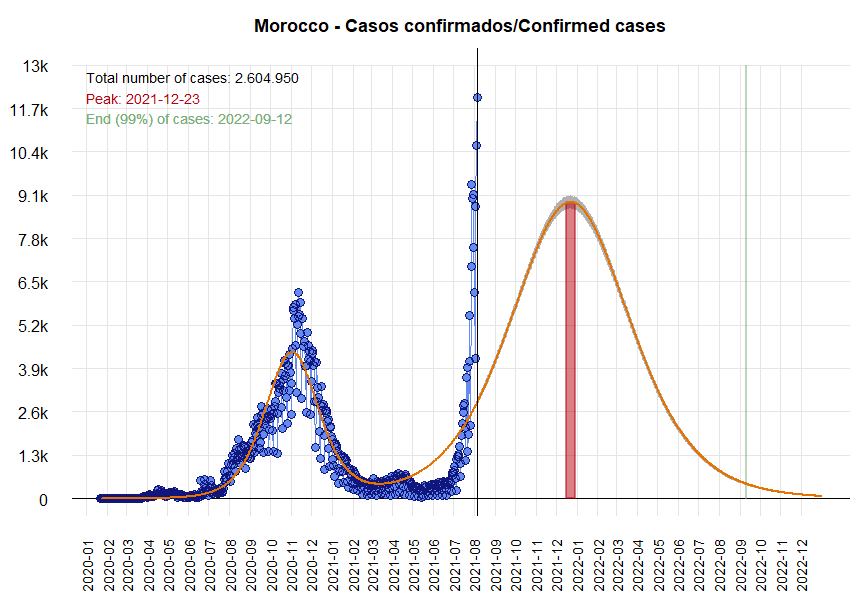 Morocco - Casos confirmados/Confirmed cases
Total number of cases: 2.604.950
Peak: 2021-12-23
End (99%) of cases: 2022-09-12
13k
11.7k
10.4k
9.1k
7.8k
6.5k
5.2k
3.9k
2.6k
1.3k
0
2020-01
2020-02
2020-03
2020-04
2020-05
2020-06
2020-07
2020-08
2020-09
2020-10
2020-11
2020-12
2021-01
2021-02
2021-03
2021-04
2021-05
2021-06
2021-07
2021-08
2021-09
2021-10
2021-11
2021-12
2022-01
2022-02
2022-03
2022-04
2022-05
2022-06
2022-07
2022-08
2022-09
2022-10
2022-11
2022-12